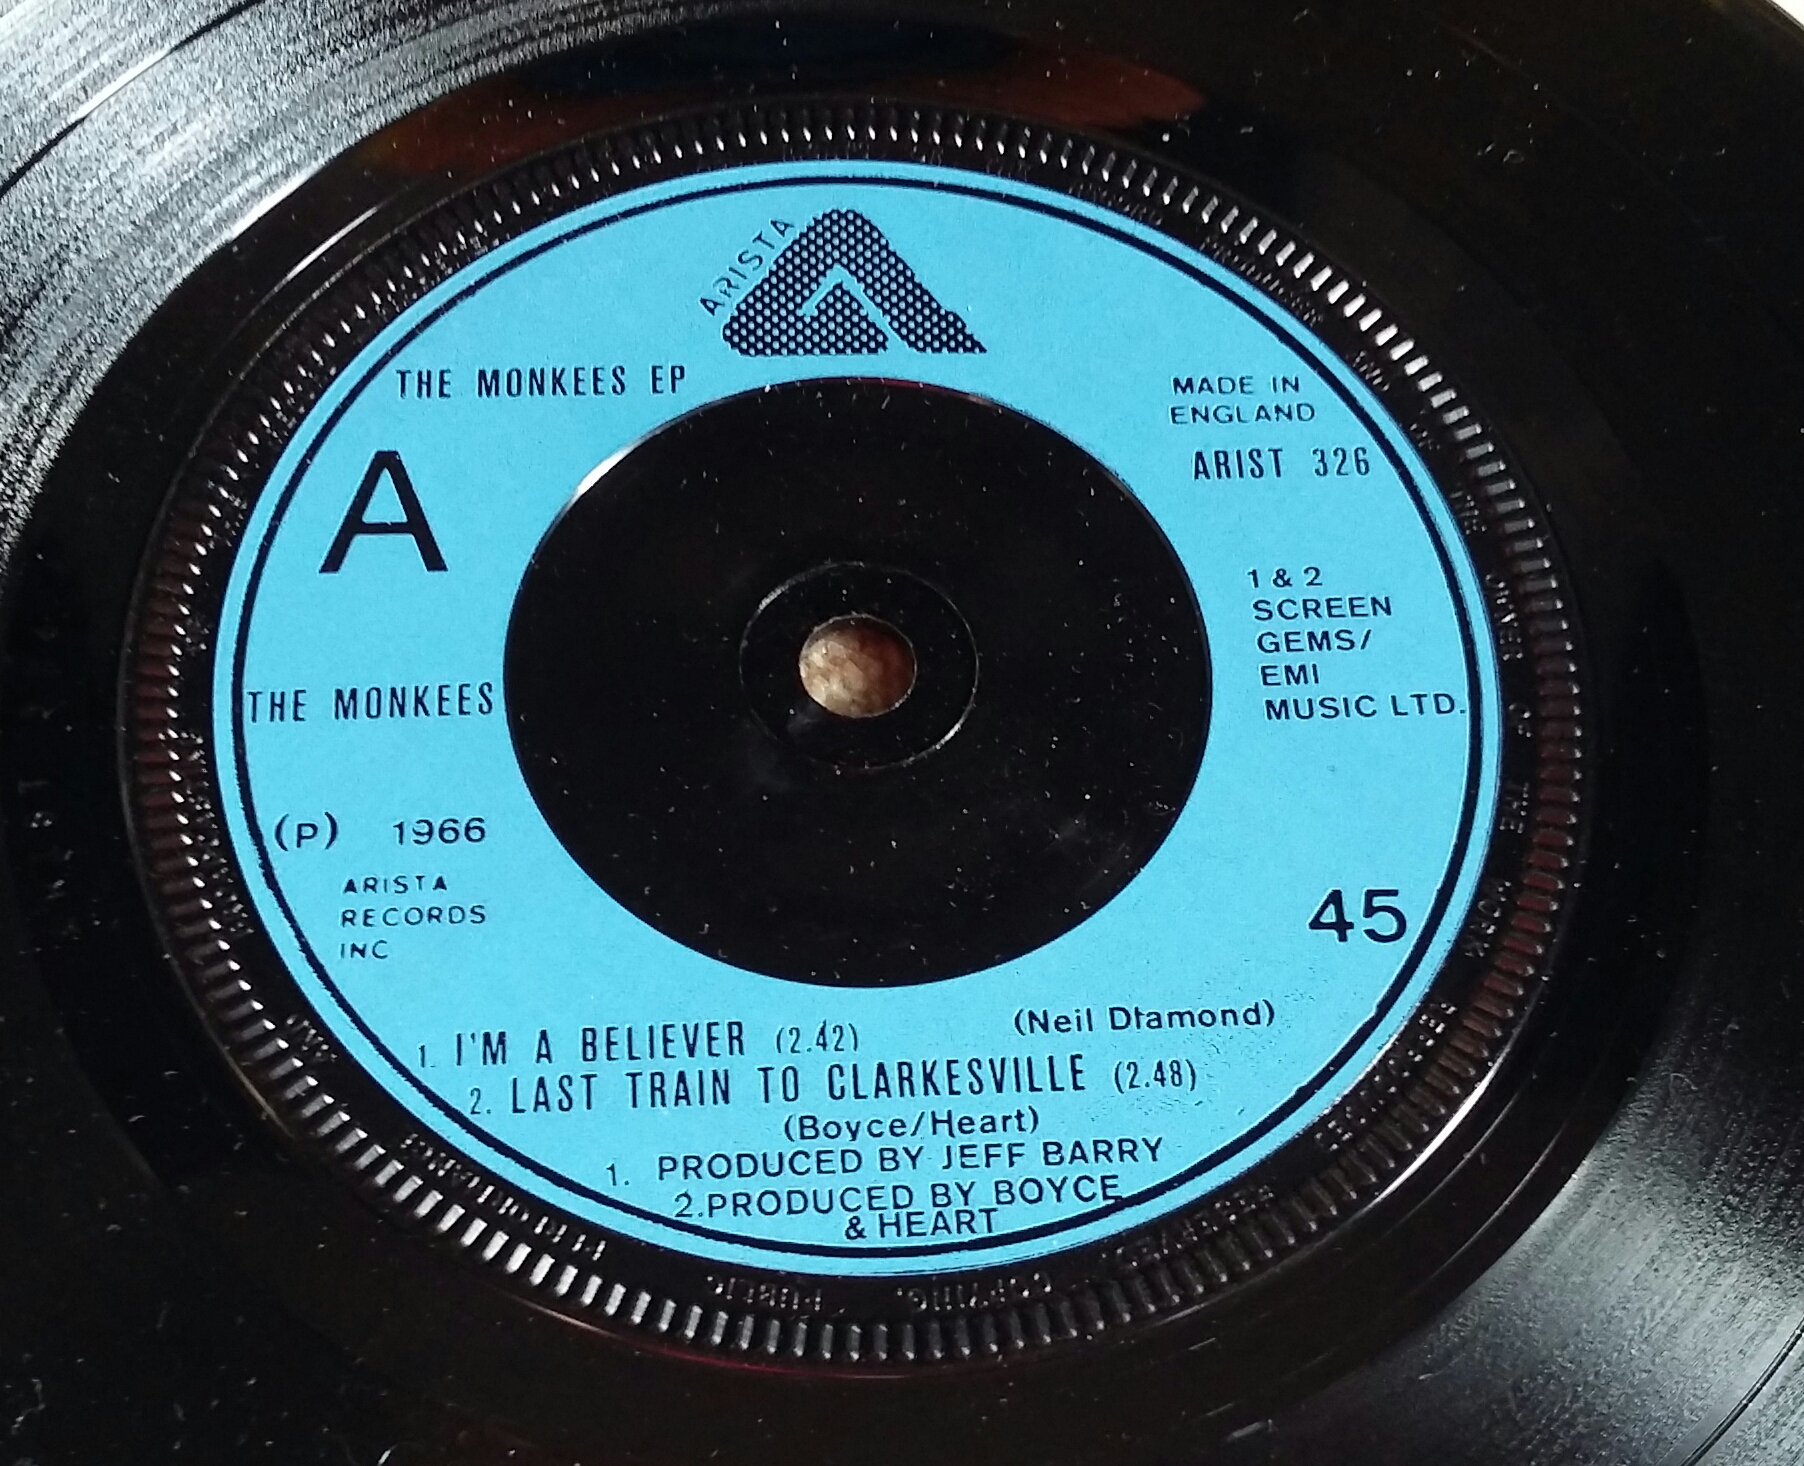 ARISTA
THE MONKEES EP
MADE IN
ENGLAND
ARIST 326
A
1 & 2
SCREEN
GEMS/
EMI
MUSIC LTD.
THE MONKEES
(P) 1966
ARISTA
RECORDS
INC
45
1. I'M A BELIEVER (2.42) (Neil Diamond)
2. LAST TRAIN TO CLARKESVILLE (2.48)
(Boyce/Heart)
1. PRODUCED BY JEFF BARRY
2.PRODUCED BY BOYCE
& HEART